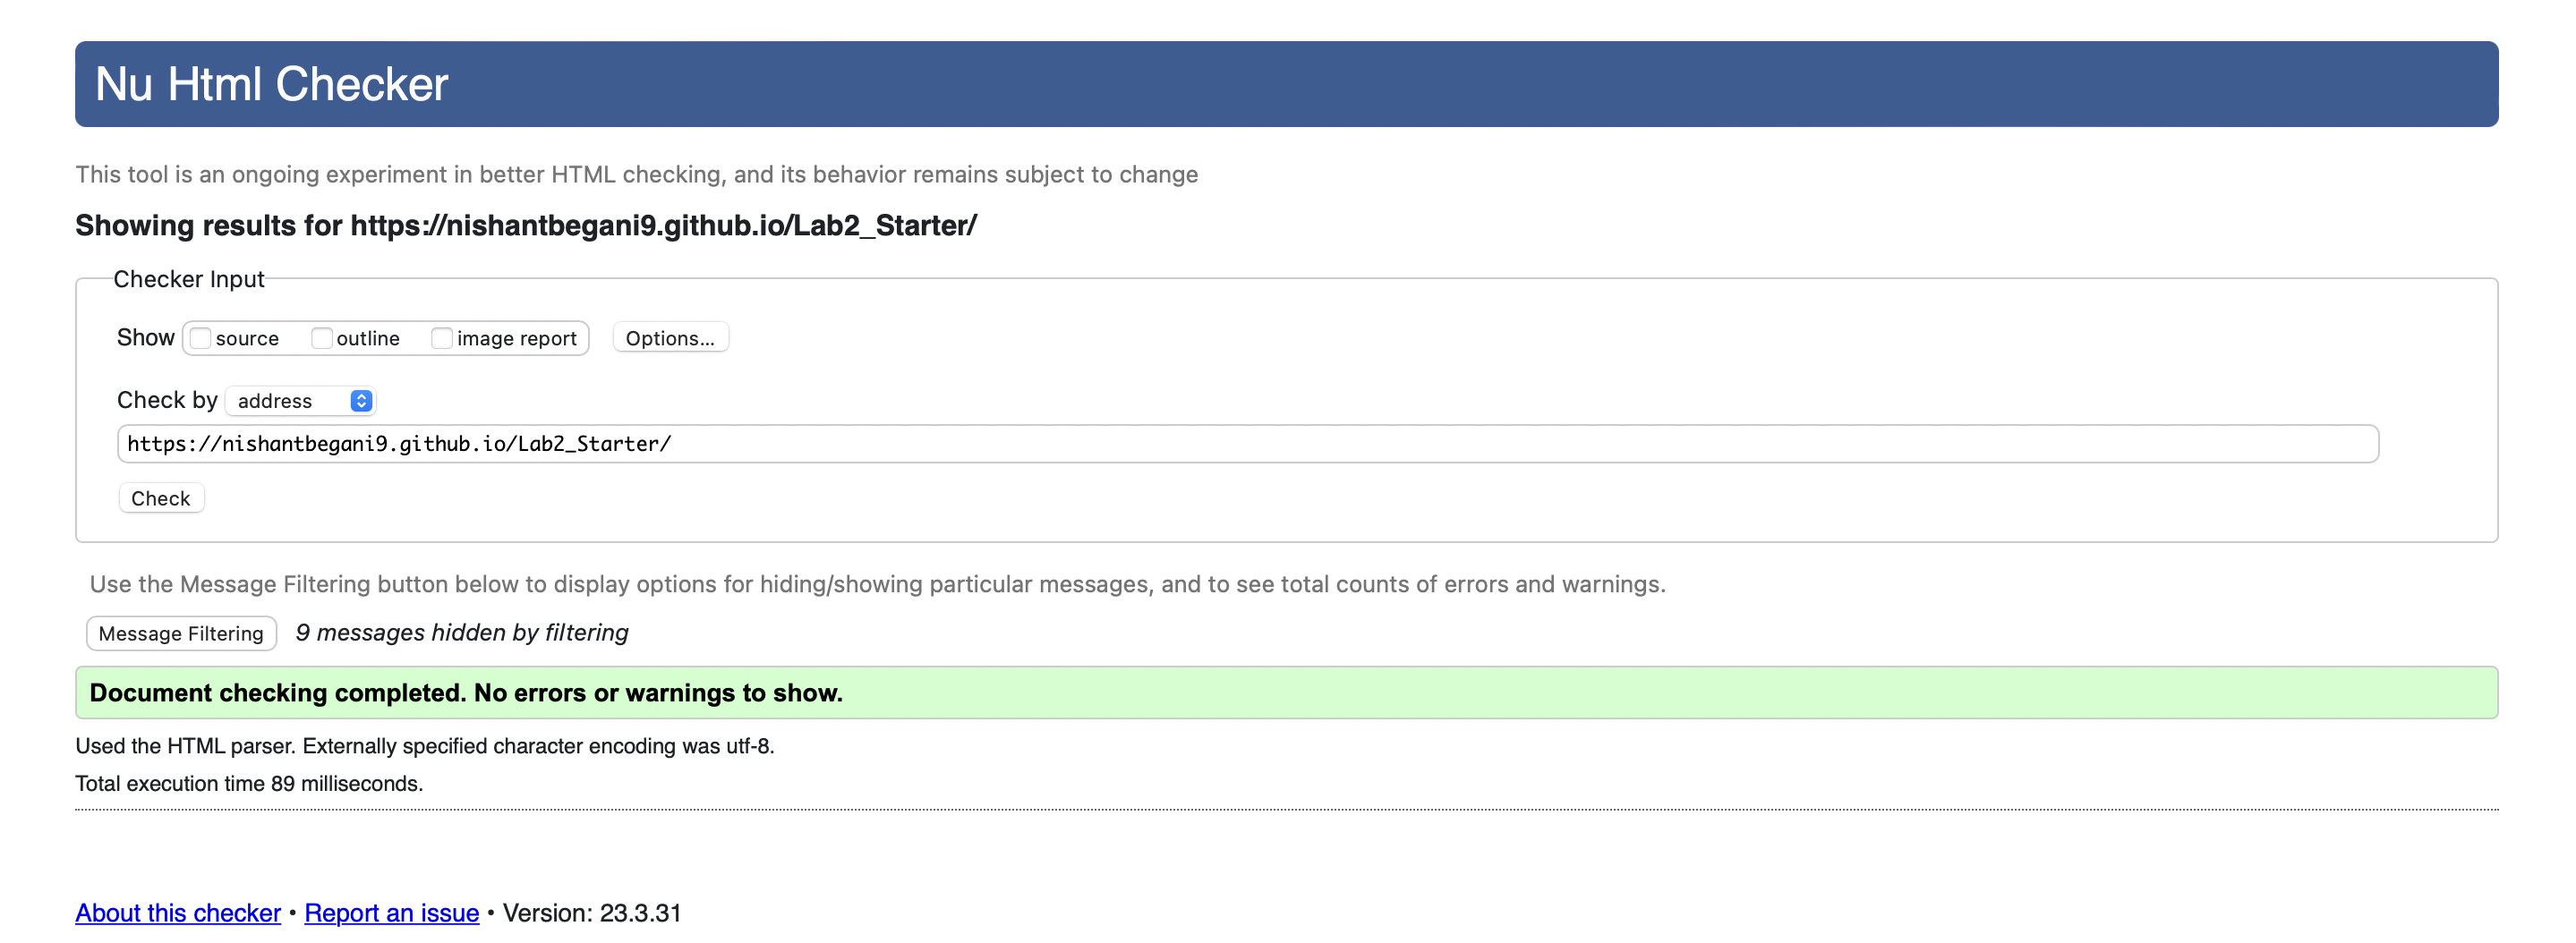 Nu Html Checker
This tool is an ongoing experiment in better HTML checking, and its behavior remains subject to change
Showing results for https://nishantbegani9.github.io/Lab2_Starter/
Checker Input
Show source outline image report Options...
Check by address
https://nishantbegani9.github.io/Lab2_Starter/
Check
Use the Message Filtering button below to display options for hiding/showing particular messages, and to see total counts of errors and warnings.
Message Filtering 9 messages hidden by filtering
Document checking completed. No errors or warnings to show.
Used the HTML parser. Externally specified character encoding was utf-8.
Total execution time 89 milliseconds.
About this checker • Report an issue • Version: 23.3.31